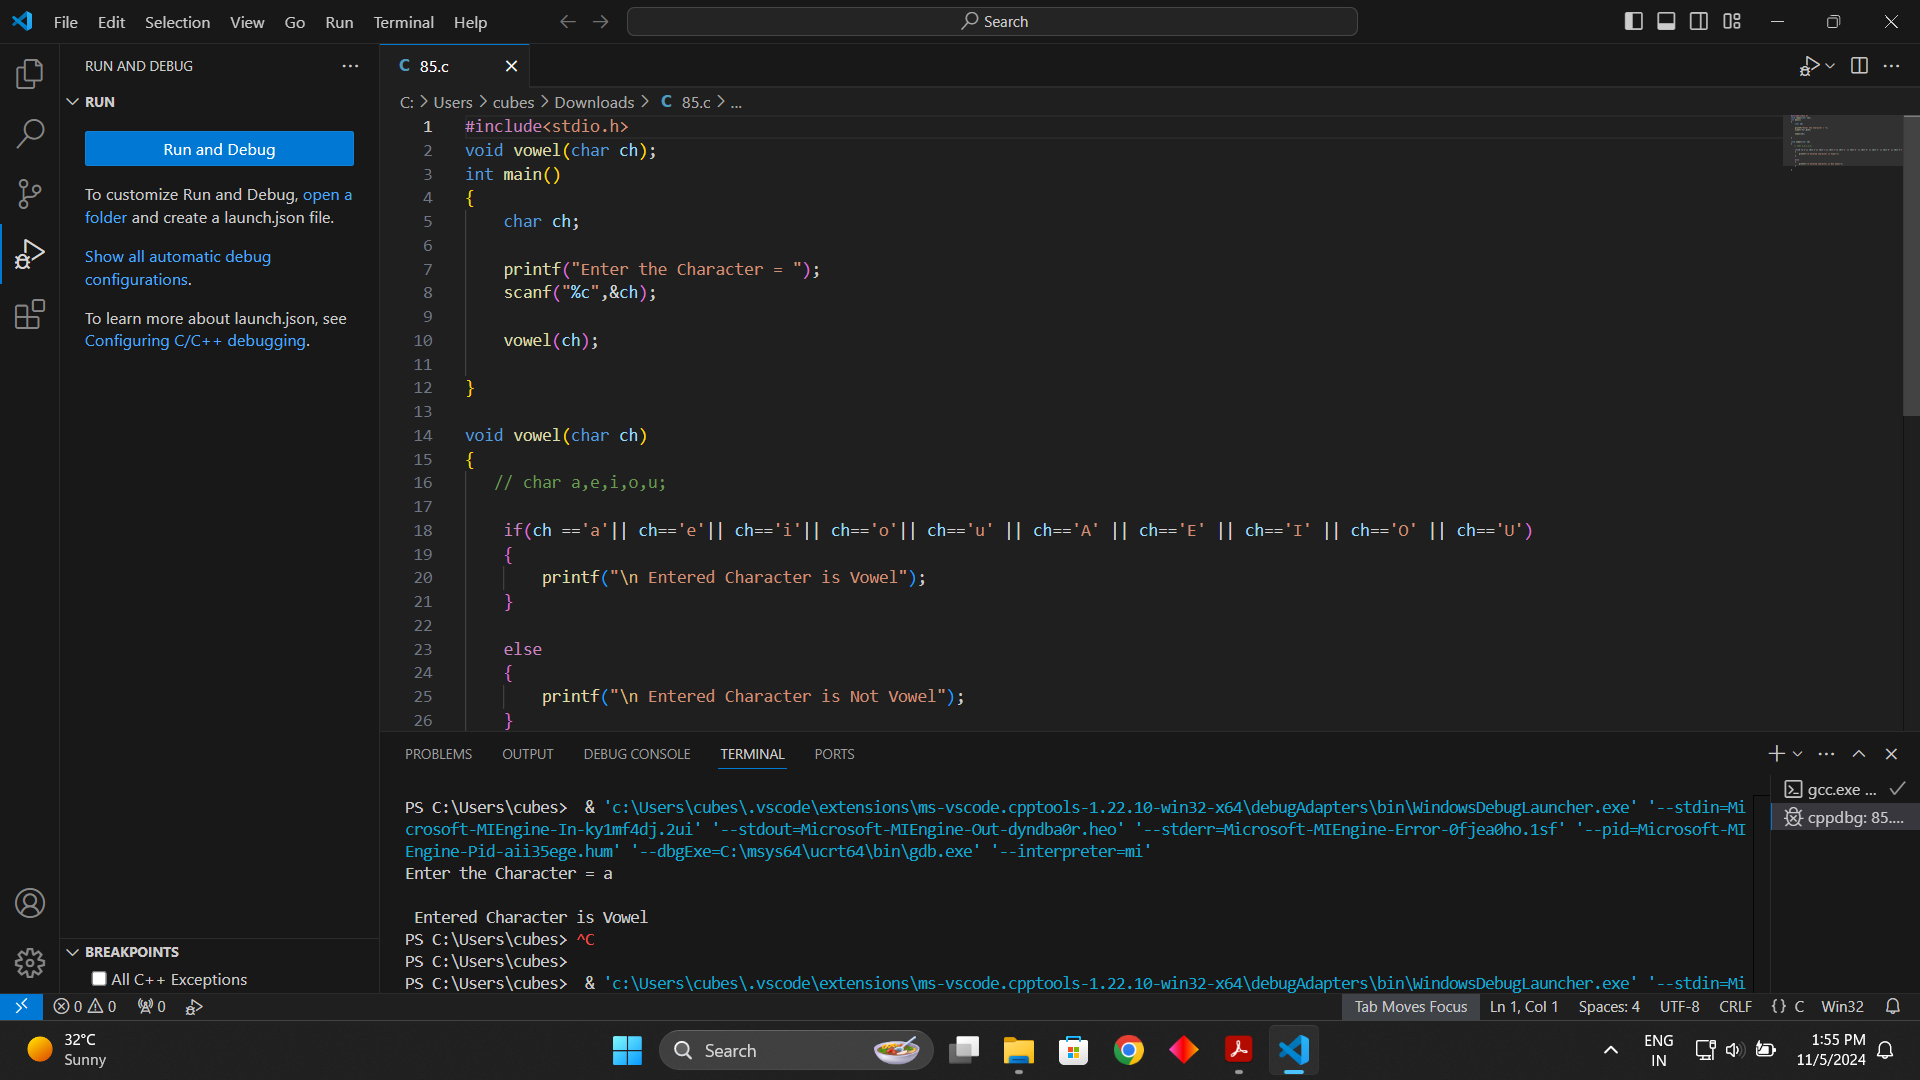 File Edit Selection View Go Run Terminal Help
Search
RUN AND DEBUG
RUN
Run and Debug
To customize Run and Debug, open a
folder and create a launch.json file.
Show all automatic debug
configurations.
To learn more about launch.json, see
Configuring C/C++ debugging.
BREAKPOINTS
All C++ Exceptions
C 85.c
C: > Users > cubes > Downloads > C 85.c > ...
1 #include<stdio.h>
2 void vowel(char ch);
3 int main()
4 {
5 char ch;
6
7 printf("Enter the Character = ");
8 scanf("%c",&ch);
9
10 vowel(ch);
11
12 }
13
14 void vowel(char ch)
15 {
16 // char a,e,i,o,u;
17
18 if(ch =='a'|| ch=='e'|| ch=='i'|| ch=='o'|| ch=='u' || ch=='A' || ch=='E' || ch=='I' || ch=='O' || ch=='U')
19 {
20 printf("\n Entered Character is Vowel");
21 }
22
23 else
24 {
25 printf("\n Entered Character is Not Vowel");
26 }
PROBLEMS OUTPUT DEBUG CONSOLE TERMINAL PORTS
PS C:\Users\cubes>  & 'c:\Users\cubes\.vscode\extensions\ms-vscode.cpptools-1.22.10-win32-x64\debugAdapters\bin\WindowsDebugLauncher.exe' '--stdin=Mi
crosoft-MIEngine-In-ky1mf4dj.2ui' '--stdout=Microsoft-MIEngine-Out-dyndba0r.heo' '--stderr=Microsoft-MIEngine-Error-0fjea0ho.1sf' '--pid=Microsoft-MI
Engine-Pid-aii35ege.hum' '--dbgExe=C:\msys64\ucrt64\bin\gdb.exe' '--interpreter=mi'
Enter the Character = a
Entered Character is Vowel
PS C:\Users\cubes> ^C
PS C:\Users\cubes>
PS C:\Users\cubes>  & 'c:\Users\cubes\.vscode\extensions\ms-vscode.cpptools-1.22.10-win32-x64\debugAdapters\bin\WindowsDebugLauncher.exe' '--stdin=Mi
gcc.exe ...
cppdbg: 85....
0 0 0 Tab Moves Focus Ln 1, Col 1 Spaces: 4 UTF-8 CRLF {} C Win32
32°C
Sunny
Search
ENG
IN
1:55 PM
11/5/2024